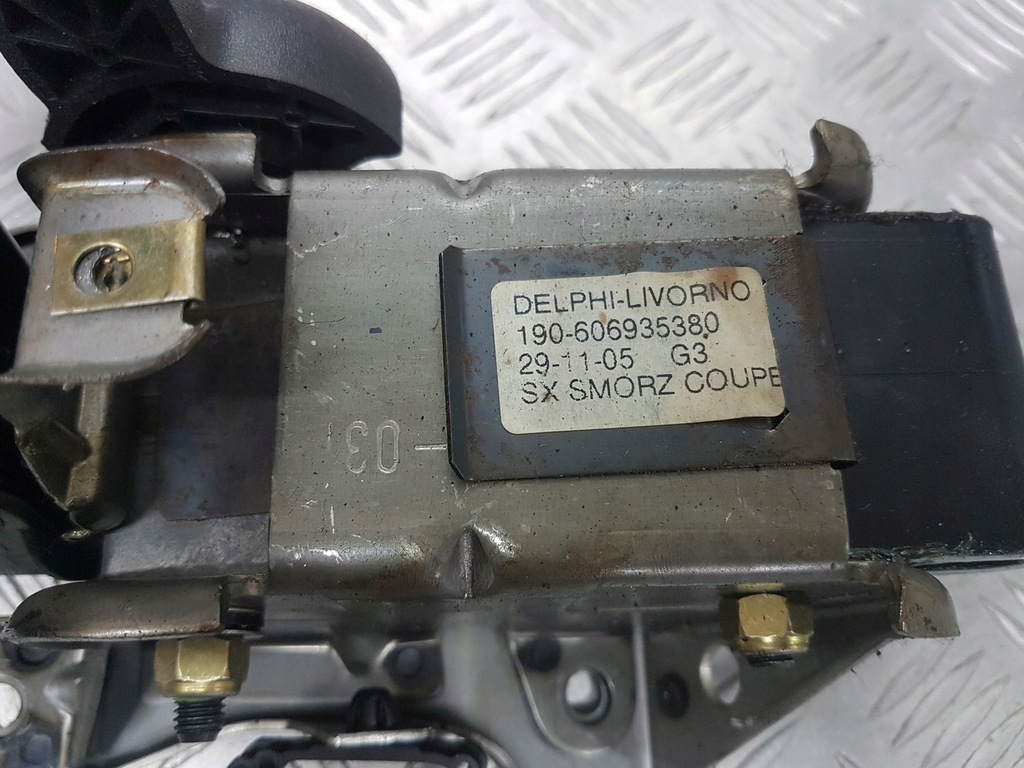 DELPHI-LIVORNO
190-606935380
29-11-05 G3
SX SMORZ COUPE
03